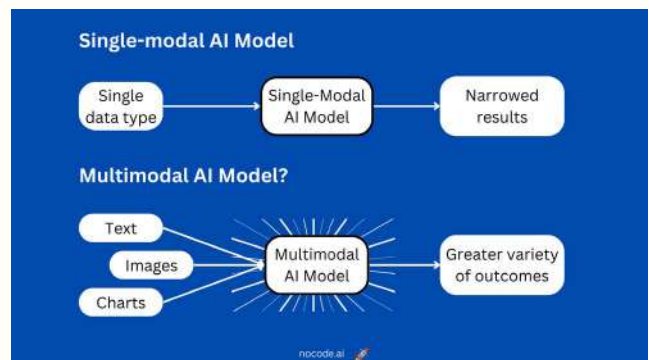 Single-modal AI Model
Single
data type
Single-Modal
AI Model
Narrowed
results
Multimodal AI Model?
Text
Images
Charts
Multimodal
AI Model
Greater variety
of outcomes
nocode.ai